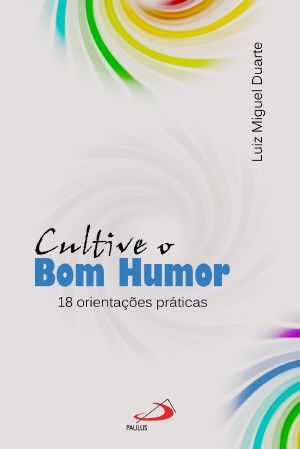 Luiz Miguel Duarte
Cultive o
Bom Humor
18 orientações práticas
PAULUS